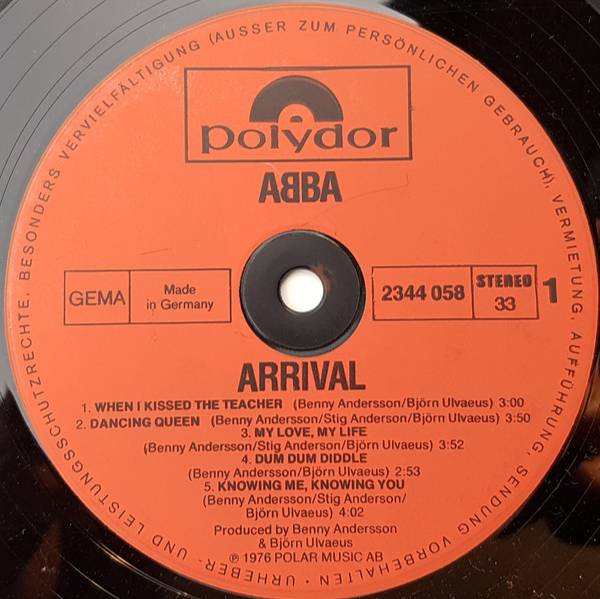 URHEBER- UND LEISTUNGSSCHUTZRECHTE, BESONDERS VERVIELFÄLTIGUNG (AUSSER ZUM PERSÖNLICHEN GEBRAUCH), VERMIETUNG, AUFFÜHRUNG, SENDUNG VORBEHALTEN ·
polydor
ABBA
GEMA
Made
in Germany
2344 058
STEREO
33
1
ARRIVAL
1. WHEN I KISSED THE TEACHER (Benny Andersson/Björn Ulvaeus) 3:00
2. DANCING QUEEN (Benny Andersson/Stig Anderson/Björn Ulvaeus) 3:50
3. MY LOVE, MY LIFE
(Benny Andersson/Stig Anderson/Björn Ulvaeus) 3:52
4. DUM DUM DIDDLE
(Benny Andersson/Björn Ulvaeus) 2:53
5. KNOWING ME, KNOWING YOU
(Benny Andersson/Stig Anderson/
Björn Ulvaeus) 4:02
Produced by Benny Andersson
& Björn Ulvaeus
℗ 1976 POLAR MUSIC AB